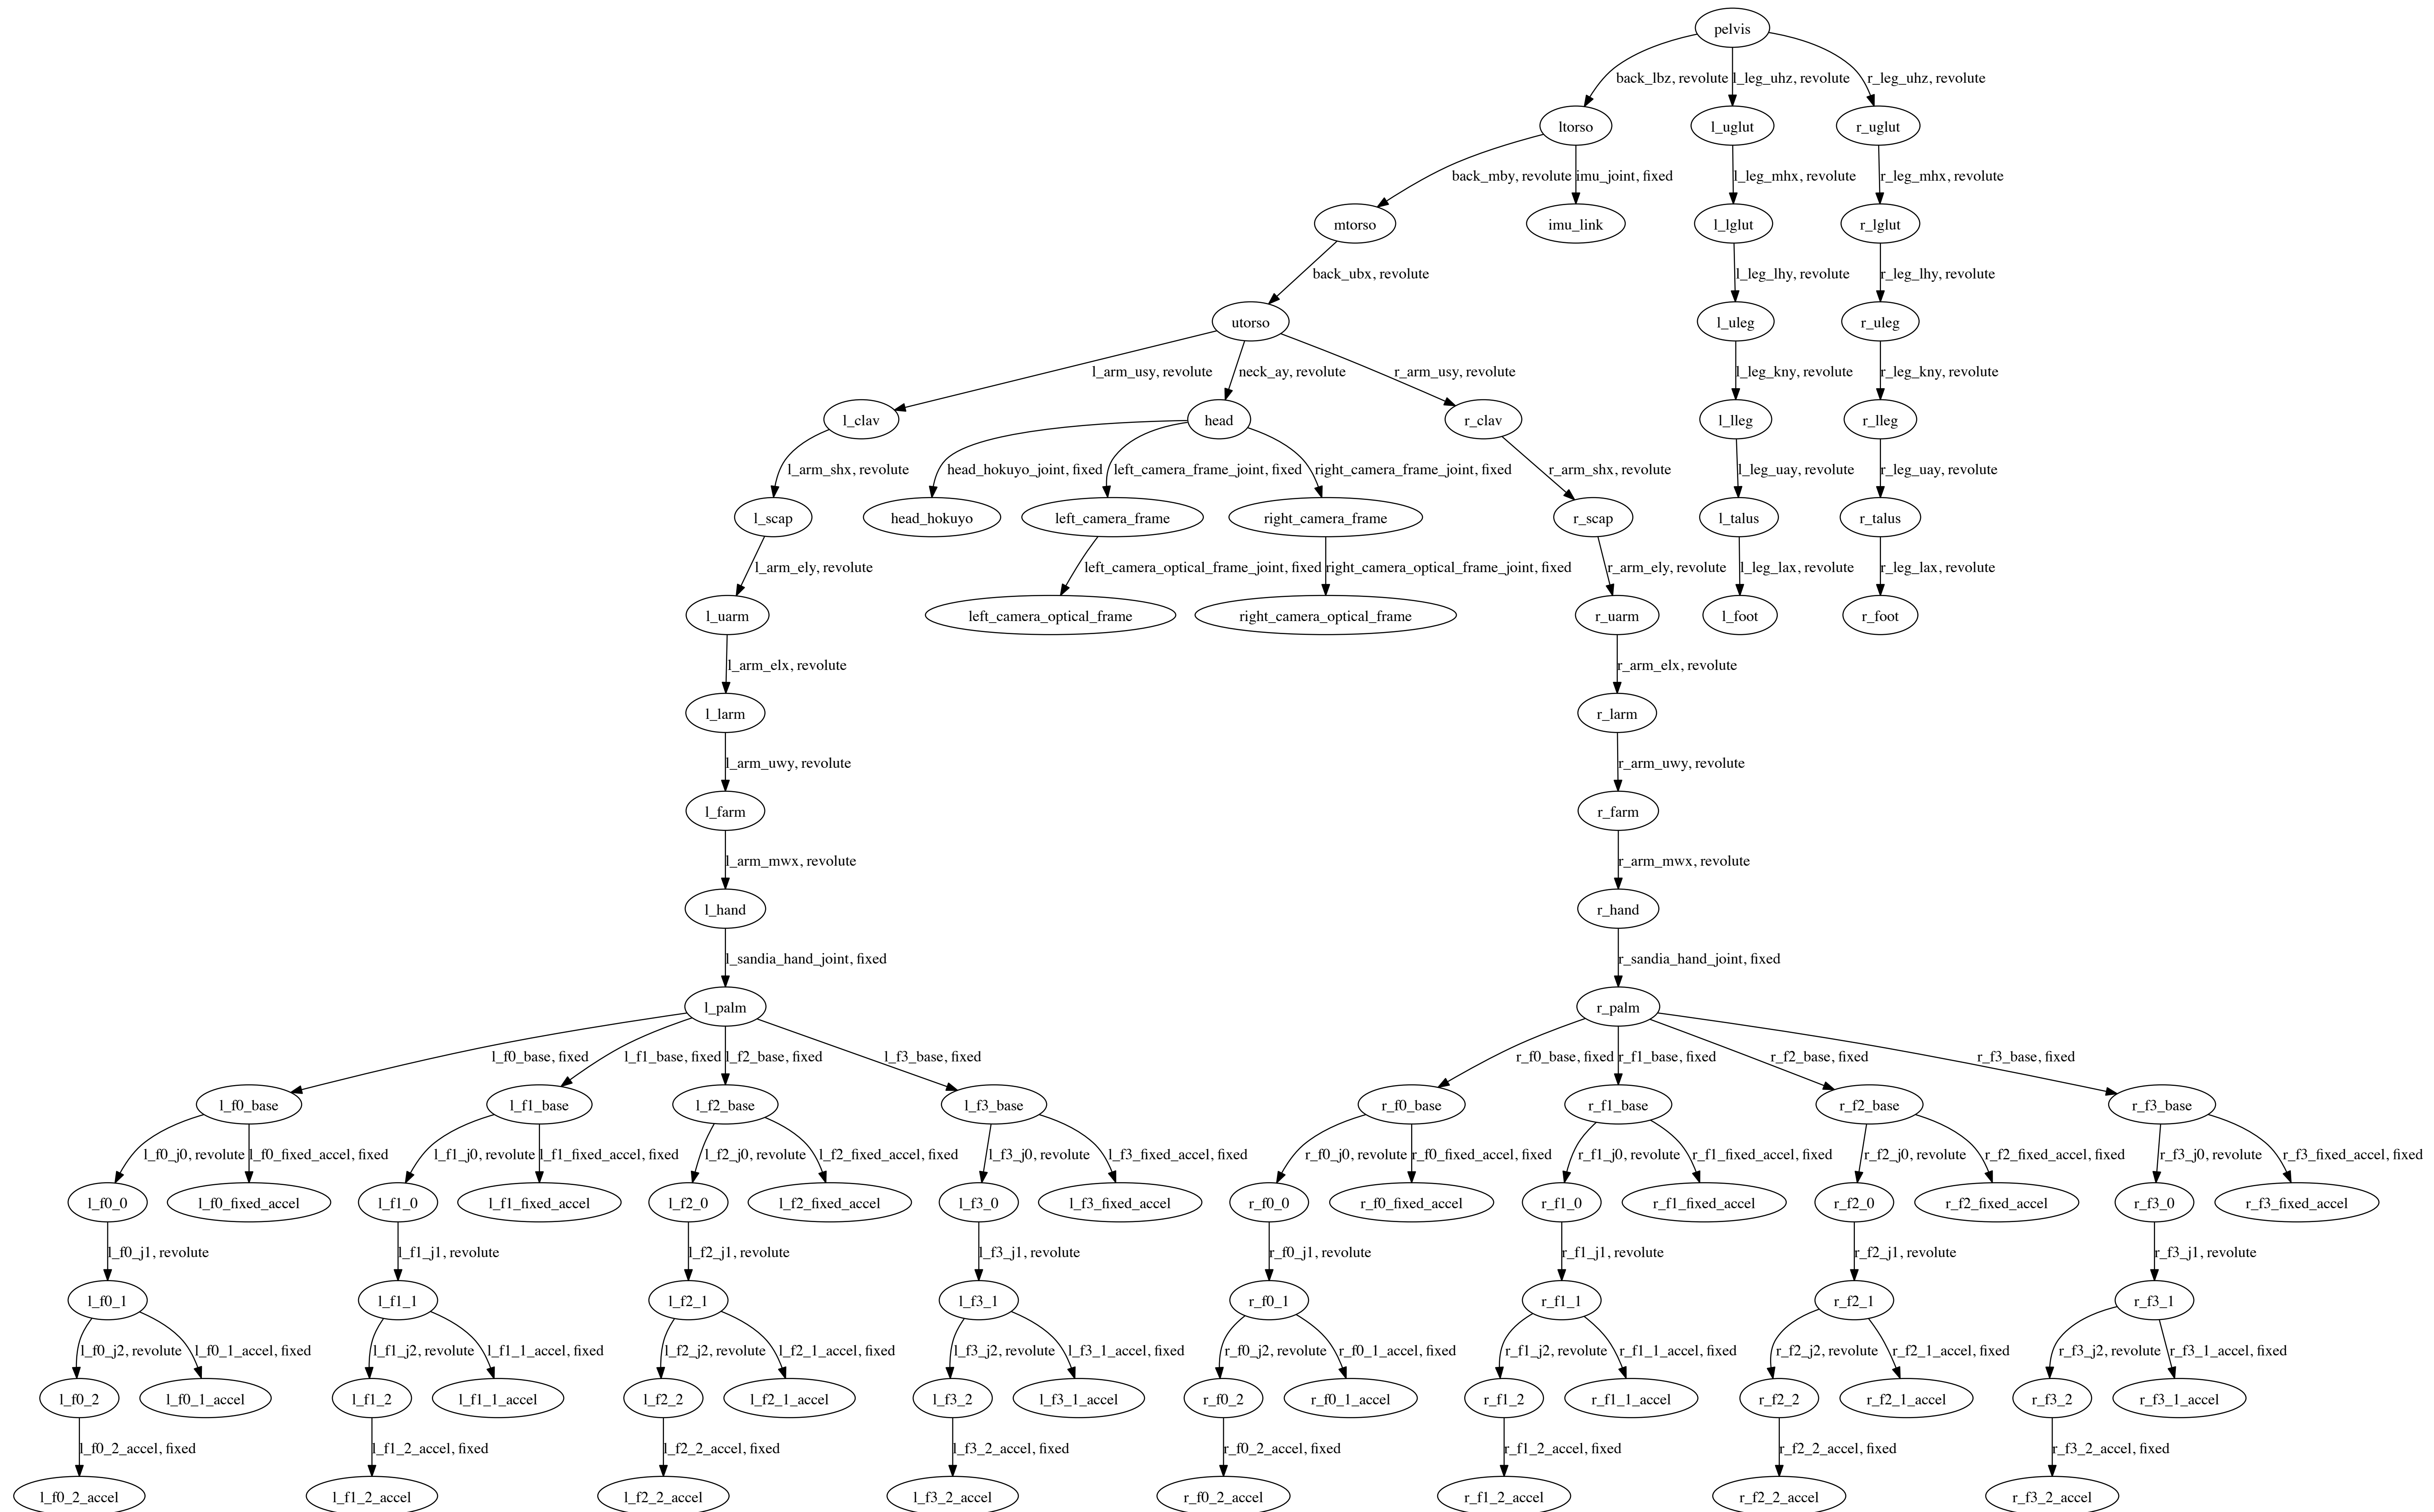 pelvis
back_lbz, revolute l_leg_uhz, revolute r_leg_uhz, revolute
ltorso l_uglut r_uglut
back_mby, revolute imu_joint, fixed l_leg_mhx, revolute r_leg_mhx, revolute
mtorso imu_link l_lglut r_lglut
back_ubx, revolute l_leg_lhy, revolute r_leg_lhy, revolute
utorso l_uleg r_uleg
l_arm_usy, revolute neck_ay, revolute r_arm_usy, revolute l_leg_kny, revolute r_leg_kny, revolute
l_clav head r_clav l_lleg r_lleg
l_arm_shx, revolute head_hokuyo_joint, fixed left_camera_frame_joint, fixed right_camera_frame_joint, fixed r_arm_shx, revolute l_leg_uay, revolute r_leg_uay, revolute
l_scap head_hokuyo left_camera_frame right_camera_frame r_scap l_talus r_talus
l_arm_ely, revolute left_camera_optical_frame_joint, fixed right_camera_optical_frame_joint, fixed r_arm_ely, revolute l_leg_lax, revolute r_leg_lax, revolute
l_uarm left_camera_optical_frame right_camera_optical_frame r_uarm l_foot r_foot
l_arm_elx, revolute r_arm_elx, revolute
l_larm r_larm
l_arm_uwy, revolute r_arm_uwy, revolute
l_farm r_farm
l_arm_mwx, revolute r_arm_mwx, revolute
l_hand r_hand
l_sandia_hand_joint, fixed r_sandia_hand_joint, fixed
l_palm r_palm
l_f0_base, fixed l_f1_base, fixed l_f2_base, fixed l_f3_base, fixed r_f0_base, fixed r_f1_base, fixed r_f2_base, fixed r_f3_base, fixed
l_f0_base l_f1_base l_f2_base l_f3_base r_f0_base r_f1_base r_f2_base r_f3_base
l_f0_j0, revolute l_f0_fixed_accel, fixed l_f1_j0, revolute l_f1_fixed_accel, fixed l_f2_j0, revolute l_f2_fixed_accel, fixed l_f3_j0, revolute l_f3_fixed_accel, fixed r_f0_j0, revolute r_f0_fixed_accel, fixed r_f1_j0, revolute r_f1_fixed_accel, fixed r_f2_j0, revolute r_f2_fixed_accel, fixed r_f3_j0, revolute r_f3_fixed_accel, fixed
l_f0_0 l_f0_fixed_accel l_f1_0 l_f1_fixed_accel l_f2_0 l_f2_fixed_accel l_f3_0 l_f3_fixed_accel r_f0_0 r_f0_fixed_accel r_f1_0 r_f1_fixed_accel r_f2_0 r_f2_fixed_accel r_f3_0 r_f3_fixed_accel
l_f0_j1, revolute l_f1_j1, revolute l_f2_j1, revolute l_f3_j1, revolute r_f0_j1, revolute r_f1_j1, revolute r_f2_j1, revolute r_f3_j1, revolute
l_f0_1 l_f1_1 l_f2_1 l_f3_1 r_f0_1 r_f1_1 r_f2_1 r_f3_1
l_f0_j2, revolute l_f0_1_accel, fixed l_f1_j2, revolute l_f1_1_accel, fixed l_f2_j2, revolute l_f2_1_accel, fixed l_f3_j2, revolute l_f3_1_accel, fixed r_f0_j2, revolute r_f0_1_accel, fixed r_f1_j2, revolute r_f1_1_accel, fixed r_f2_j2, revolute r_f2_1_accel, fixed r_f3_j2, revolute r_f3_1_accel, fixed
l_f0_2 l_f0_1_accel l_f1_2 l_f1_1_accel l_f2_2 l_f2_1_accel l_f3_2 l_f3_1_accel r_f0_2 r_f0_1_accel r_f1_2 r_f1_1_accel r_f2_2 r_f2_1_accel r_f3_2 r_f3_1_accel
l_f0_2_accel, fixed l_f1_2_accel, fixed l_f2_2_accel, fixed l_f3_2_accel, fixed r_f0_2_accel, fixed r_f1_2_accel, fixed r_f2_2_accel, fixed r_f3_2_accel, fixed
l_f0_2_accel l_f1_2_accel l_f2_2_accel l_f3_2_accel r_f0_2_accel r_f1_2_accel r_f2_2_accel r_f3_2_accel